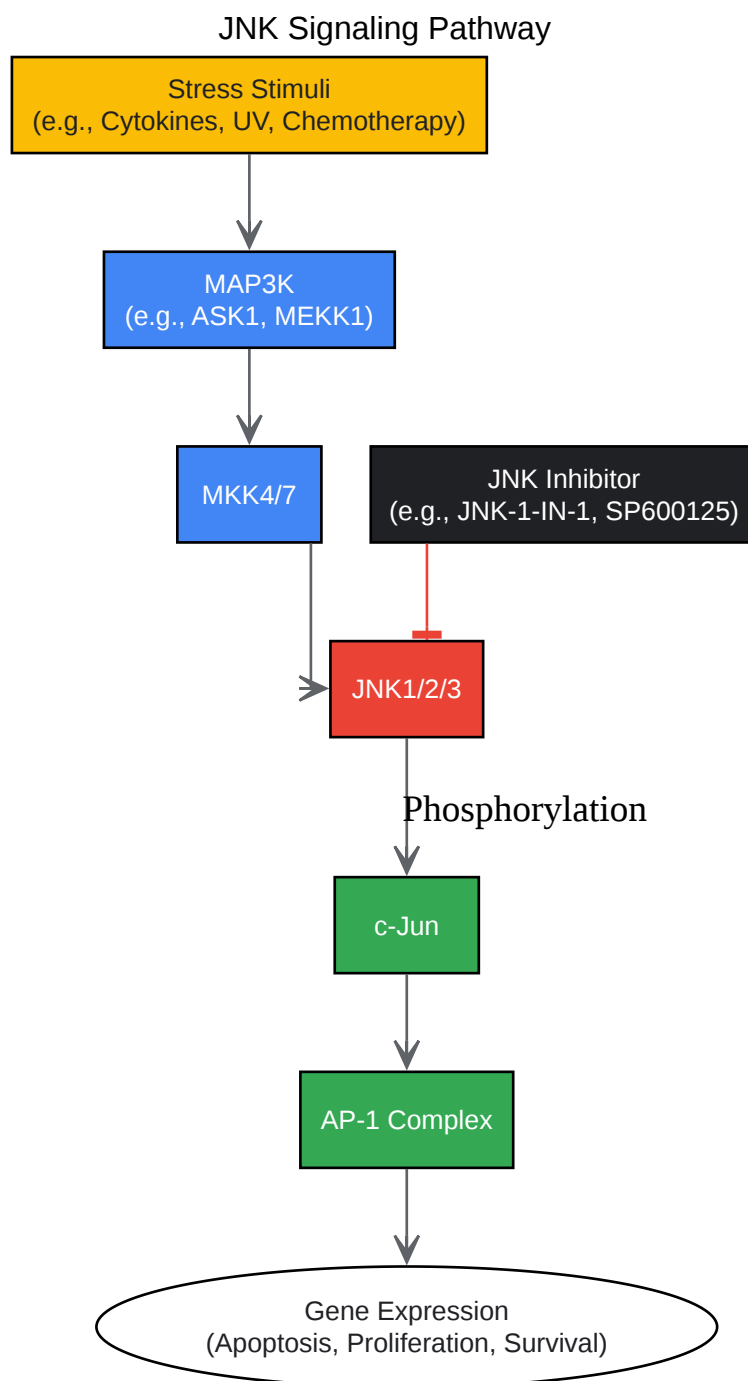 JNK Signaling Pathway
Stress Stimuli
(e.g., Cytokines, UV, Chemotherapy)
MAP3K
(e.g., ASK1, MEKK1)
MKK4/7
JNK Inhibitor
(e.g., JNK-1-IN-1, SP600125)
JNK1/2/3
Phosphorylation
c-Jun
AP-1 Complex
Gene Expression
(Apoptosis, Proliferation, Survival)